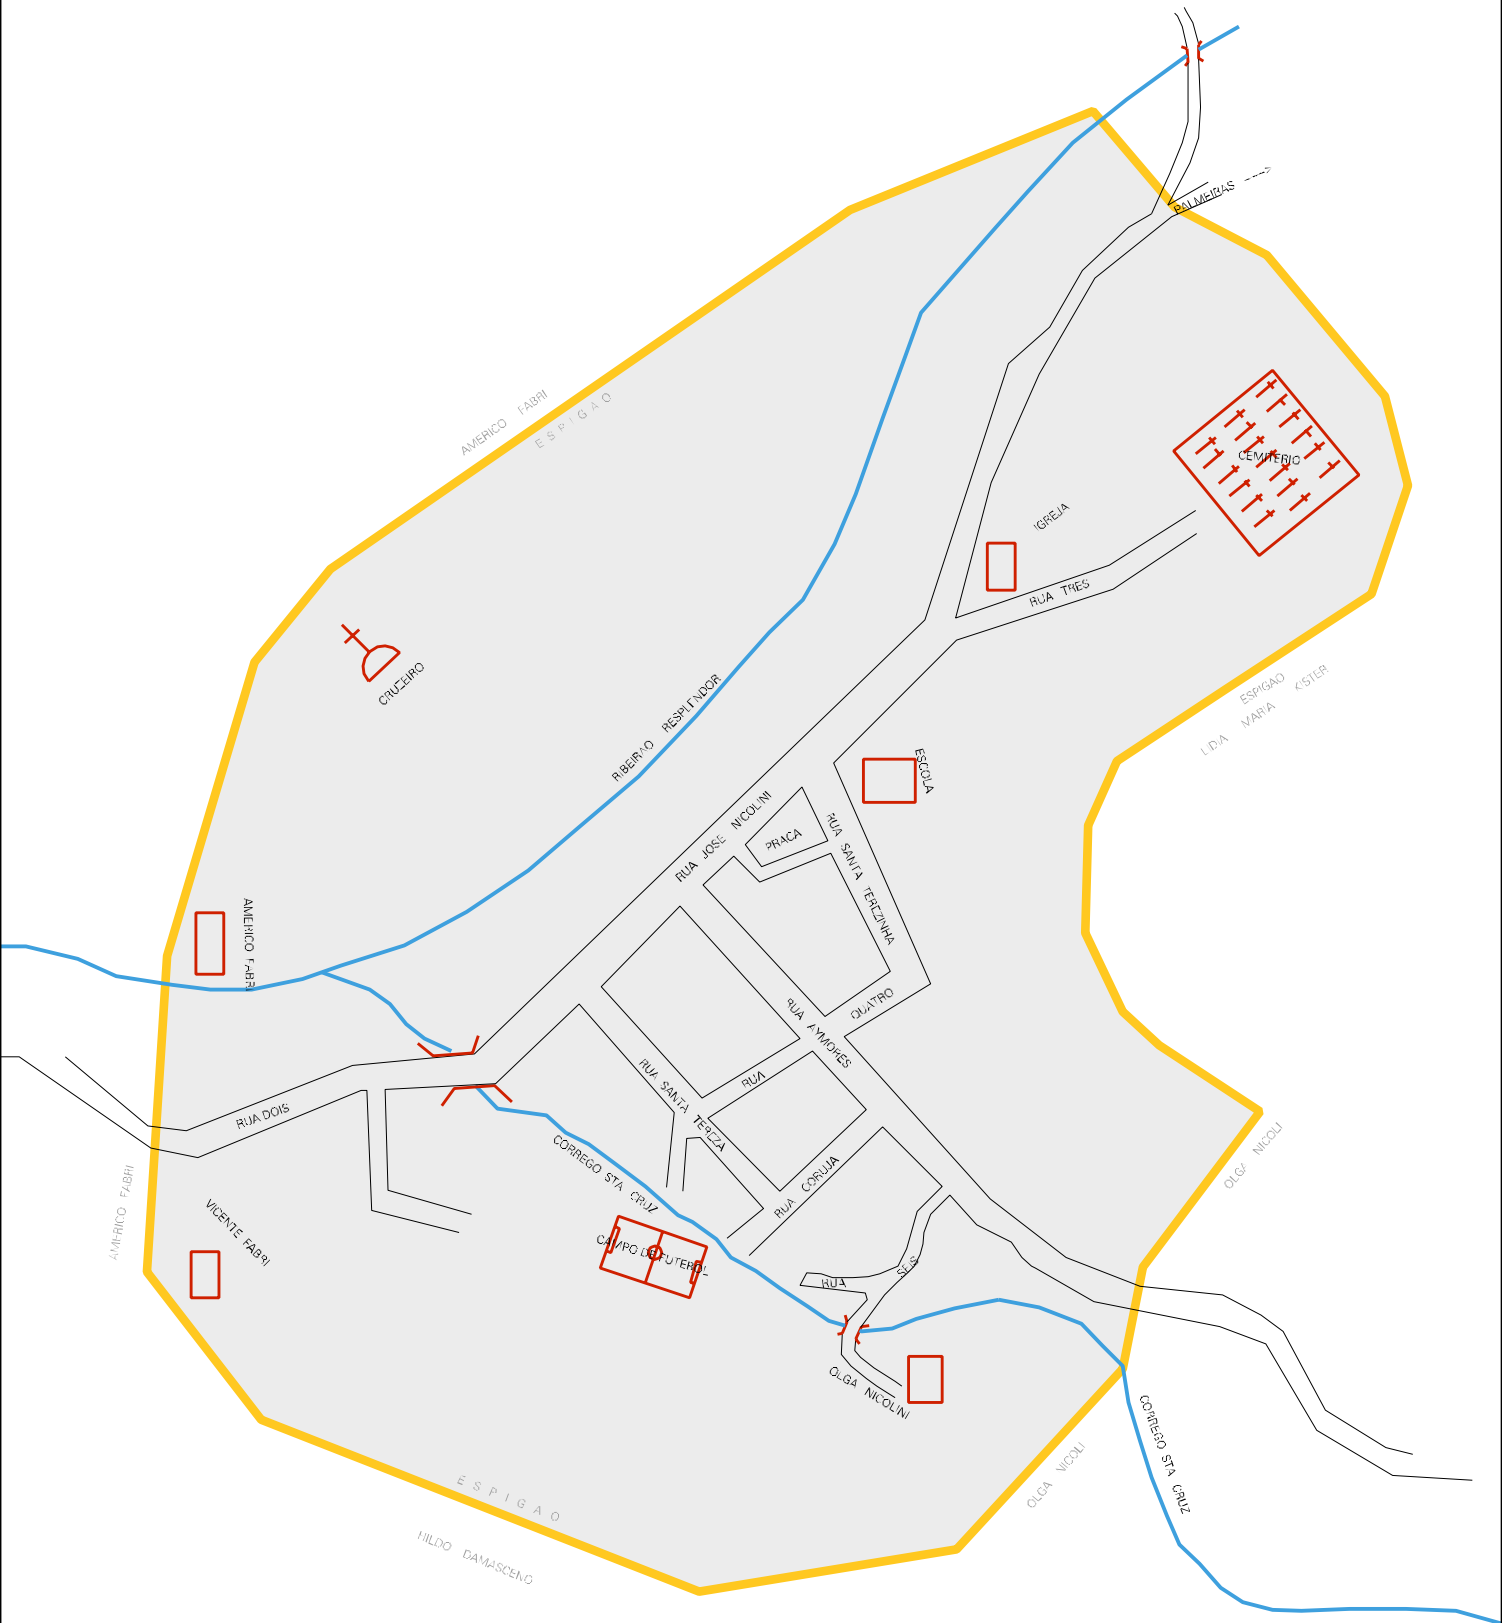 PALMEIRAS
AMERICO FABRI
ESPIGAO
CEMITERIO
IGREJA
RUA TRES
CRUZEIRO
RIBEIRAO RESPLENDOR
ESPIGAO
LIDIA MARIA KISTER
ESCOLA
RUA JOSE NICOLINI
PRACA
RUA SANTA TEREZINHA
AMERICO FABRI
QUATRO
RUA AYMORES
RUA
RUA SANTA TEREZA
RUA DOIS
CORREGO STA CRUZ
RUA CORUJA
OLGA NICOLI
AMERICO FABRI
VICENTE FABRI
CAMPO DE FUTEBOL
RUA SEIS
OLGA NICOLINI
CORREGO STA CRUZ
OLGA NICOLI
ESPIGAO
HILDO DAMASCENO